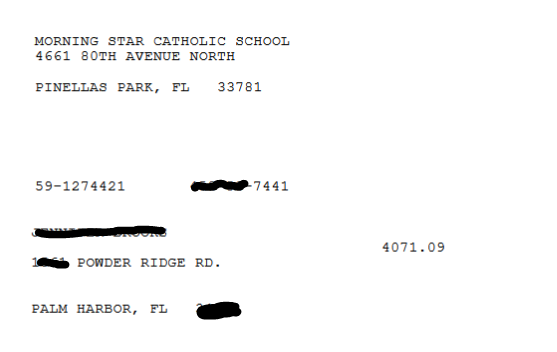 MORNING STAR CATHOLIC SCHOOL
4661 80TH AVENUE NORTH
PINELLAS PARK, FL 33781
59-1274421 -7441
4071.09
POWDER RIDGE RD.
PALM HARBOR, FL